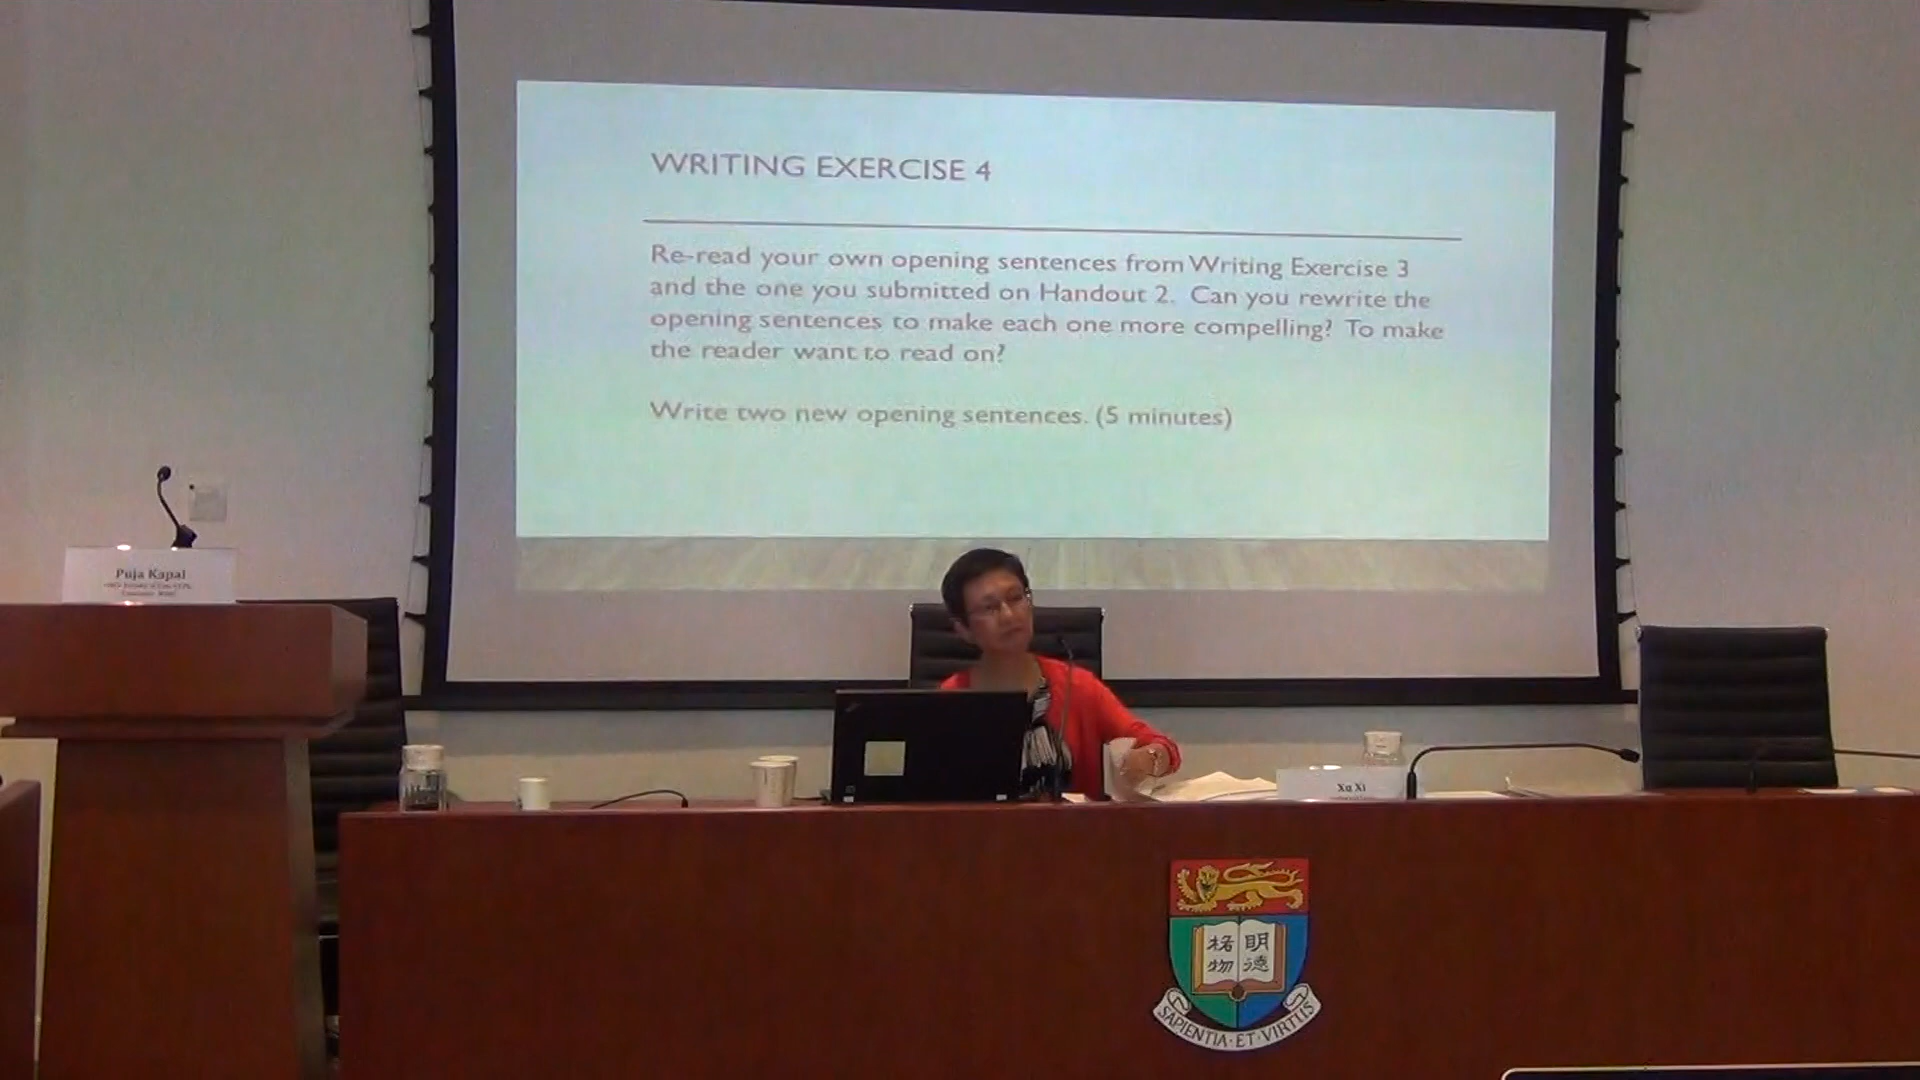 WRITING EXERCISE 4
Re-read your own opening sentences from Writing Exercise 3
and the one you submitted on Handout 2. Can you rewrite the
opening sentences to make each one more compelling? To make
the reader want to read on?
Write two new opening sentences. (5 minutes)
Puja Kapai
Xu Xi
格 明
物 德
SAPIENTIA·ET·VIRTUS